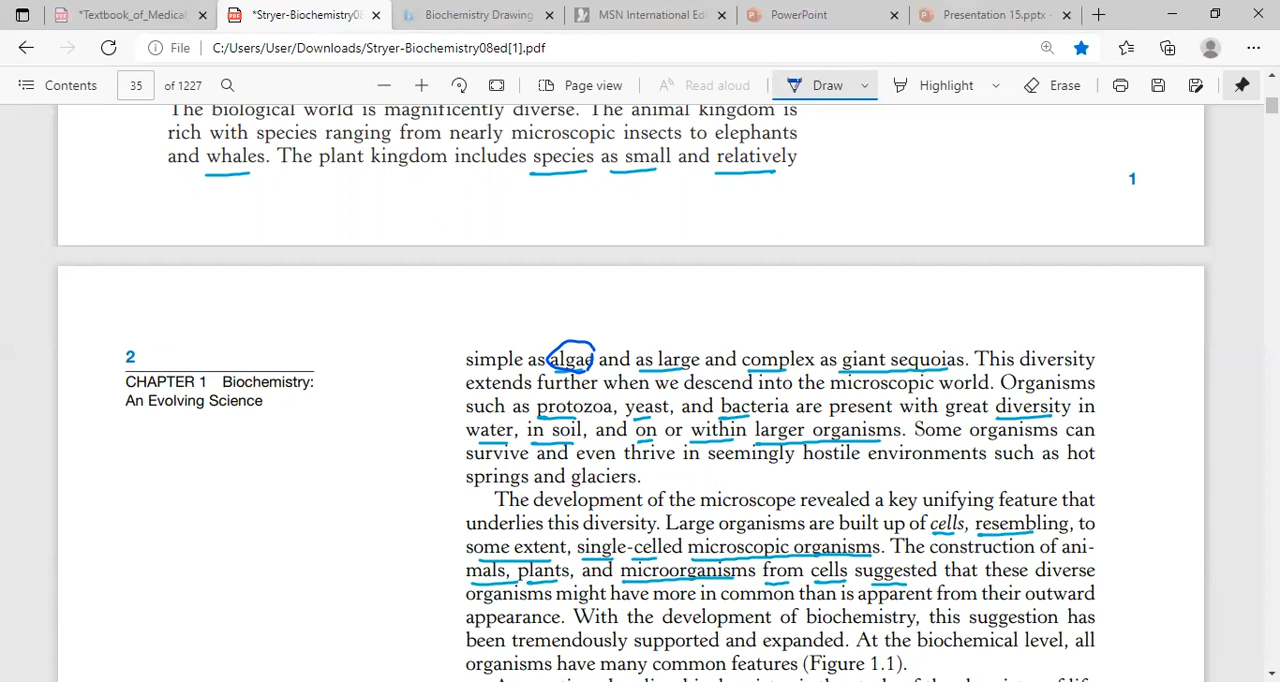 *Textbook_of_Medical_
*Stryer-Biochemistry08
Biochemistry Drawing
MSN International Edi
PowerPoint
Presentation 15.pptx -
File
C:/Users/User/Downloads/Stryer-Biochemistry08ed[1].pdf
Contents
35
of 1227
Page view
Read aloud
Draw
Highlight
Erase
The biological world is magnificently diverse. The animal kingdom is
rich with species ranging from nearly microscopic insects to elephants
and whales. The plant kingdom includes species as small and relatively
1
2
CHAPTER 1 Biochemistry:
An Evolving Science
simple as algae and as large and complex as giant sequoias. This diversity
extends further when we descend into the microscopic world. Organisms
such as protozoa, yeast, and bacteria are present with great diversity in
water, in soil, and on or within larger organisms. Some organisms can
survive and even thrive in seemingly hostile environments such as hot
springs and glaciers.
The development of the microscope revealed a key unifying feature that
underlies this diversity. Large organisms are built up of cells, resembling, to
some extent, single-celled microscopic organisms. The construction of ani-
mals, plants, and microorganisms from cells suggested that these diverse
organisms might have more in common than is apparent from their outward
appearance. With the development of biochemistry, this suggestion has
been tremendously supported and expanded. At the biochemical level, all
organisms have many common features (Figure 1.1).